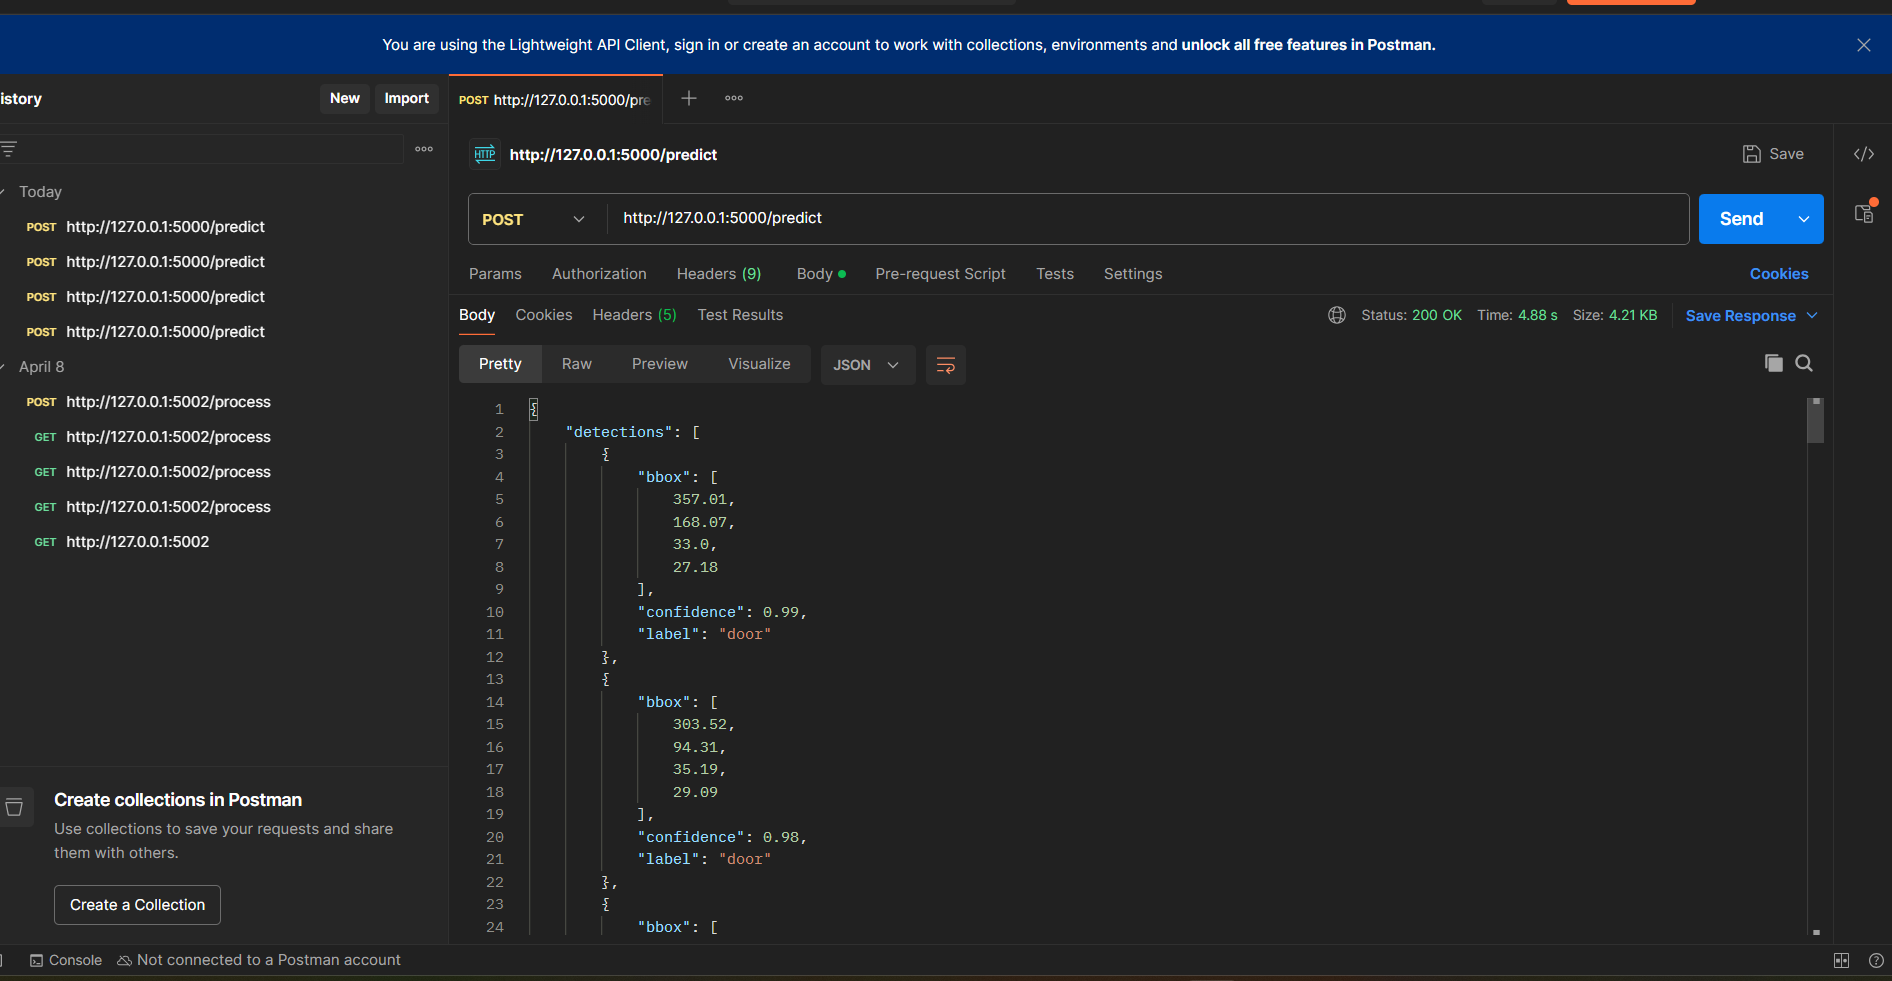 You are using the Lightweight API Client, sign in or create an account to work with collections, environments and unlock all free features in Postman.
istory
New
Import
POST http://127.0.0.1:5000/pre
HTTP http://127.0.0.1:5000/predict
Save
Today
POST http://127.0.0.1:5000/predict
POST http://127.0.0.1:5000/predict
POST http://127.0.0.1:5000/predict
POST http://127.0.0.1:5000/predict
April 8
POST http://127.0.0.1:5002/process
GET http://127.0.0.1:5002/process
GET http://127.0.0.1:5002/process
GET http://127.0.0.1:5002/process
GET http://127.0.0.1:5002
Create collections in Postman
Use collections to save your requests and share
them with others.
Create a Collection
POST http://127.0.0.1:5000/predict
Send
Params Authorization Headers (9) Body Pre-request Script Tests Settings Cookies
Body Cookies Headers (5) Test Results Status: 200 OK Time: 4.88 s Size: 4.21 KB Save Response
Pretty Raw Preview Visualize JSON
1 {
2 "detections": [
3 {
4 "bbox": [
5 357.01,
6 168.07,
7 33.0,
8 27.18
9 ],
10 "confidence": 0.99,
11 "label": "door"
12 },
13 {
14 "bbox": [
15 303.52,
16 94.31,
17 35.19,
18 29.09
19 ],
20 "confidence": 0.98,
21 "label": "door"
22 },
23 {
24 "bbox": [
Console Not connected to a Postman account